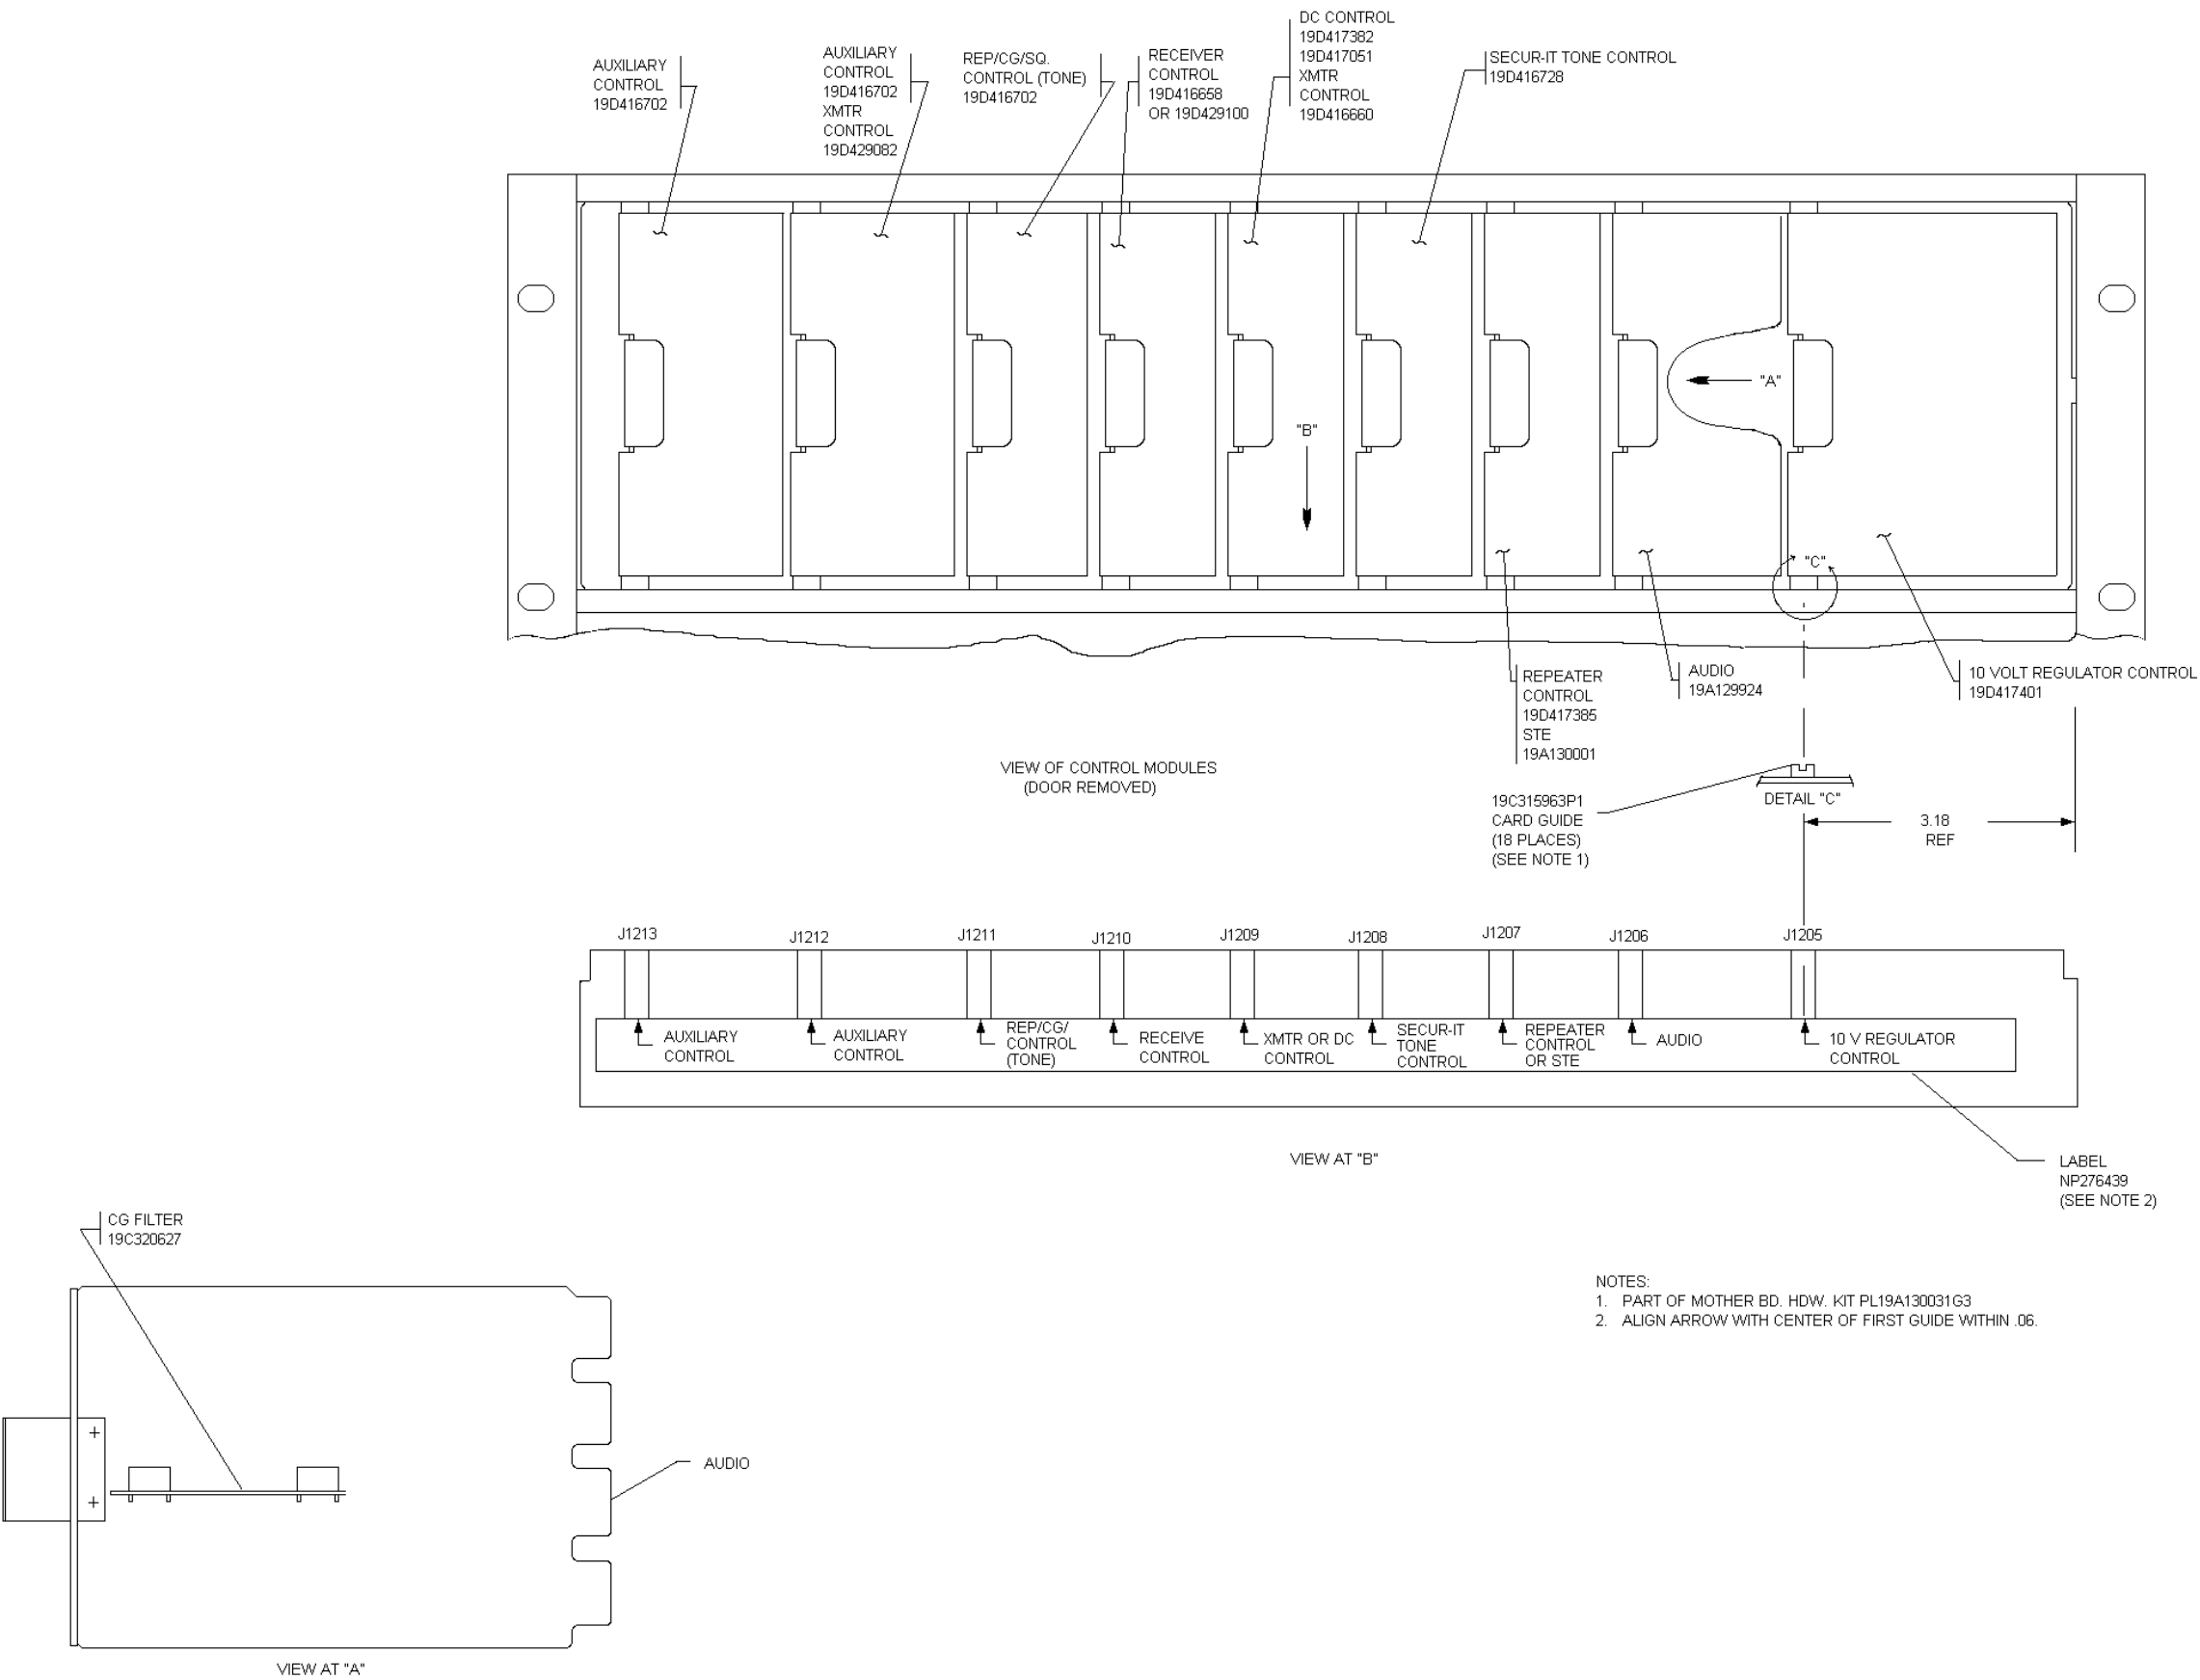 AUXILIARY
CONTROL
19D416702
AUXILIARY
CONTROL
19D416702
XMTR
CONTROL
19D429082
REP/CG/SQ.
CONTROL (TONE)
19D416702
RECEIVER
CONTROL
19D416658
OR 19D429100
DC CONTROL
19D417382
19D417051
XMTR
CONTROL
19D416660
SECUR-IT TONE CONTROL
19D416728
"A"
"B"
"C"
REPEATER
CONTROL
19D417385
STE
19A130001
AUDIO
19A129924
10 VOLT REGULATOR CONTROL
19D417401
VIEW OF CONTROL MODULES
(DOOR REMOVED)
19C315963P1
CARD GUIDE
(18 PLACES)
(SEE NOTE 1)
DETAIL "C"
3.18
REF
J1213
J1212
J1211
J1210
J1209
J1208
J1207
J1206
J1205
AUXILIARY
CONTROL
AUXILIARY
CONTROL
REP/CG/
CONTROL
(TONE)
RECEIVE
CONTROL
XMTR OR DC
CONTROL
SECUR-IT
TONE
CONTROL
REPEATER
CONTROL
OR STE
AUDIO
10 V REGULATOR
CONTROL
VIEW AT "B"
LABEL
NP276439
(SEE NOTE 2)
CG FILTER
19C320627
AUDIO
VIEW AT "A"
NOTES:
1. PART OF MOTHER BD. HDW. KIT PL19A130031G3
2. ALIGN ARROW WITH CENTER OF FIRST GUIDE WITHIN .06.